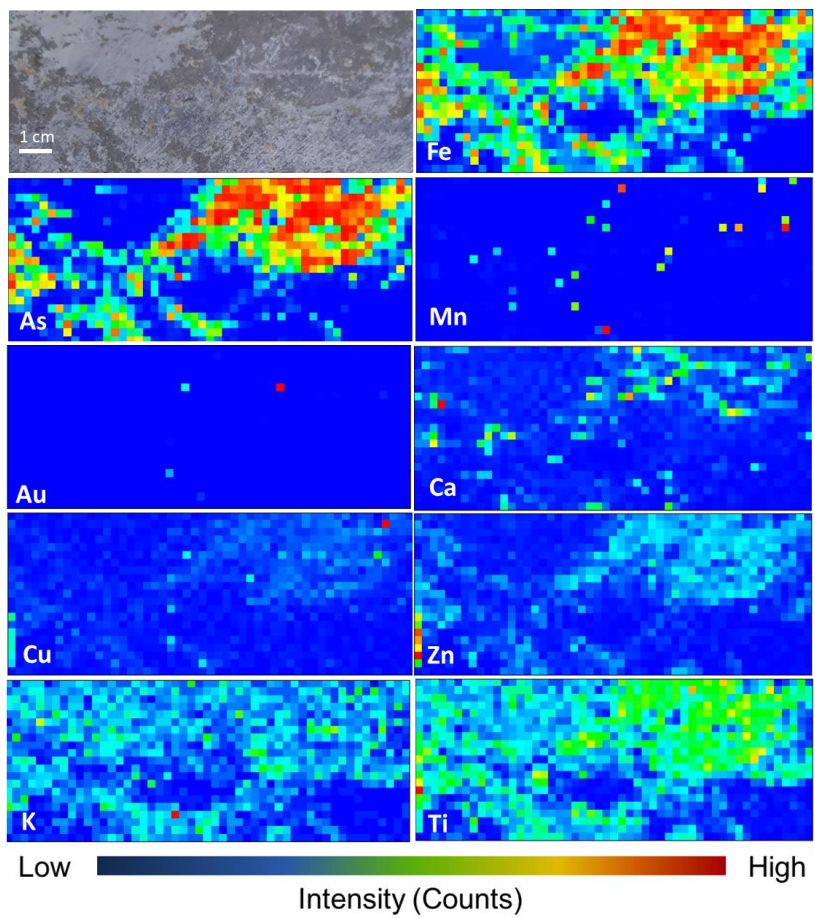 1 cm
Fe
As
Mn
Au
Ca
Cu
Zn
K
Ti
Low High
Intensity (Counts)